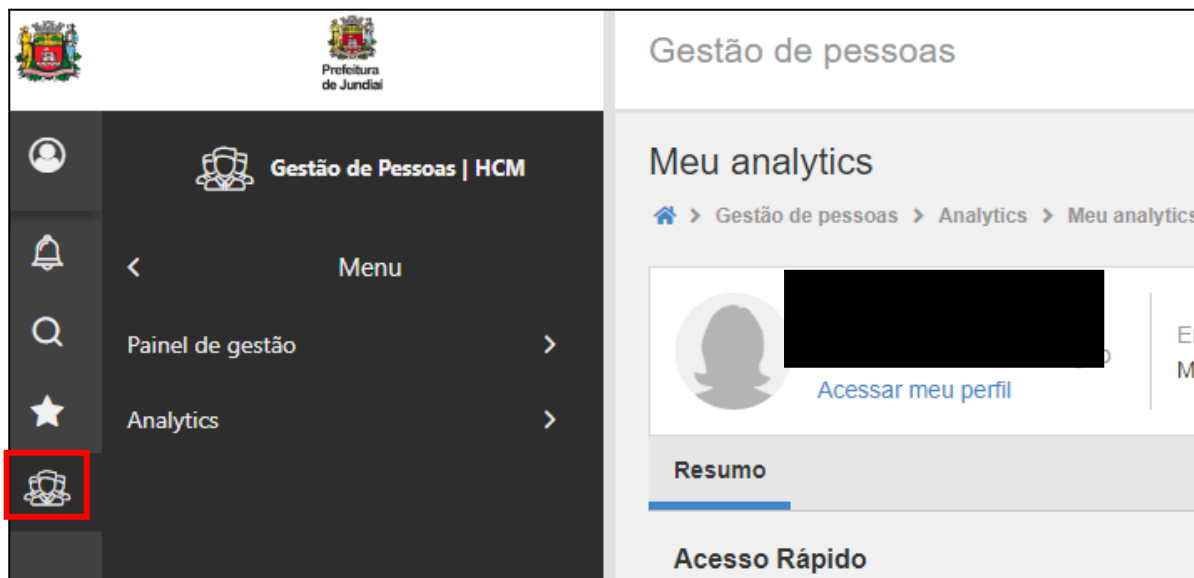 Prefeitura
de Jundiaí
Gestão de Pessoas | HCM
Menu
Painel de gestão
Analytics
Gestão de pessoas
Meu analytics
Gestão de pessoas > Analytics > Meu analytics
Acessar meu perfil
Resumo
Acesso Rápido